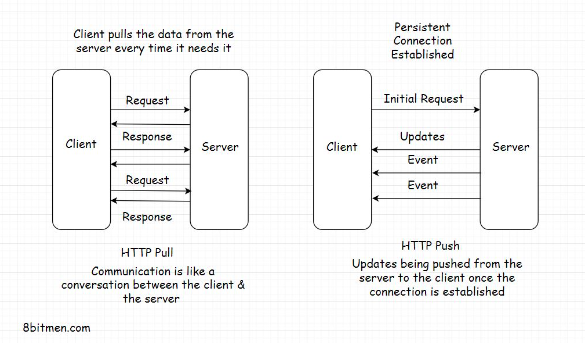 Client pulls the data from the
server every time it needs it
Client
Request
Response
Request
Response
Server
HTTP Pull
Communication is like a
conversation between the client &
the server
Persistent
Connection
Established
Client
Initial Request
Updates
Event
Event
Server
HTTP Push
Updates being pushed from the
server to the client once the
connection is established
8bitmen.com